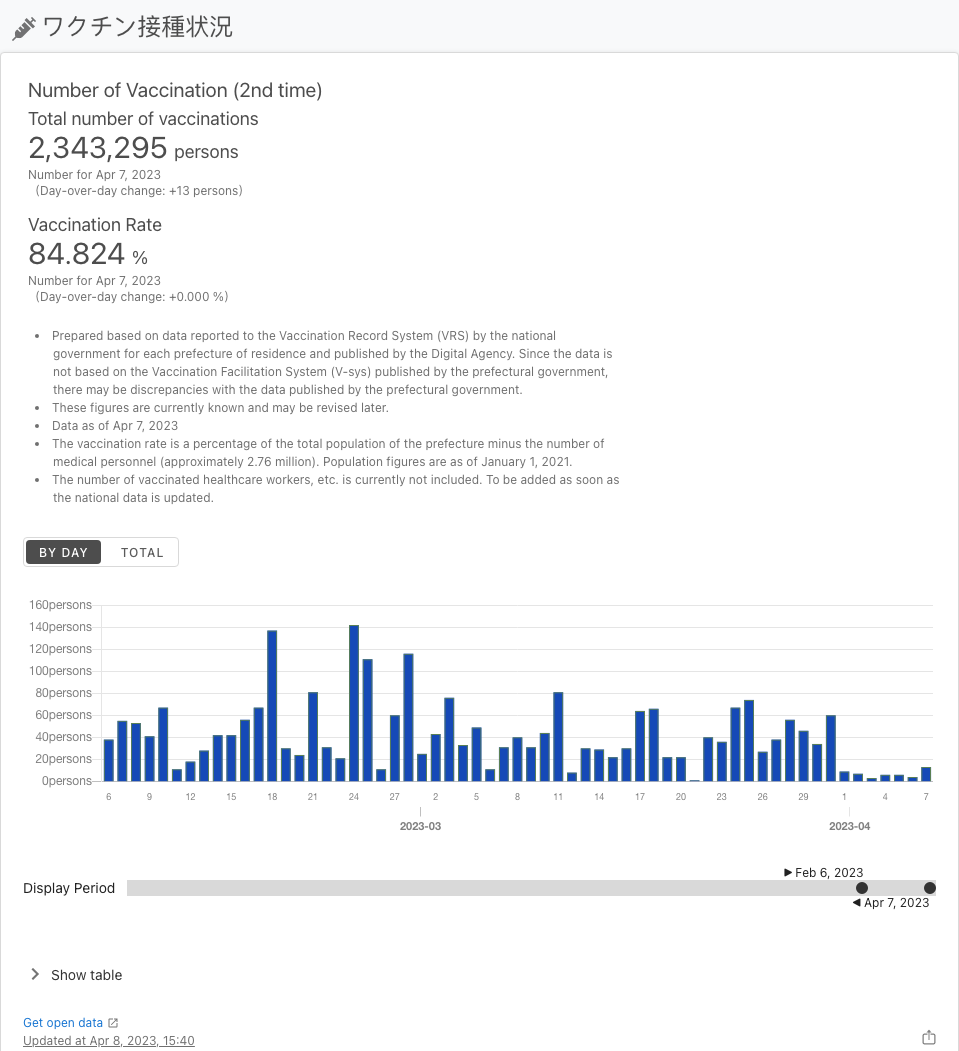 ワクチン接種状況
Number of Vaccination (2nd time)
Total number of vaccinations
2,343,295 persons
Number for Apr 7, 2023
(Day-over-day change: +13 persons)
Vaccination Rate
84.824 %
Number for Apr 7, 2023
(Day-over-day change: +0.000 %)
• Prepared based on data reported to the Vaccination Record System (VRS) by the national
government for each prefecture of residence and published by the Digital Agency. Since the data is
not based on the Vaccination Facilitation System (V-sys) published by the prefectural government,
there may be discrepancies with the data published by the prefectural government.
• These figures are currently known and may be revised later.
• Data as of Apr 7, 2023
• The vaccination rate is a percentage of the total population of the prefecture minus the number of
medical personnel (approximately 2.76 million). Population figures are as of January 1, 2021.
• The number of vaccinated healthcare workers, etc. is currently not included. To be added as soon as
the national data is updated.
BY DAY TOTAL
160persons
140persons
120persons
100persons
80persons
60persons
40persons
20persons
0persons
6 9 12 15 18 21 24 27 2 5 8 11 14 17 20 23 26 29 1 4 7
2023-03 2023-04
Feb 6, 2023
Display Period
Apr 7, 2023
Show table
Get open data
Updated at Apr 8, 2023, 15:40